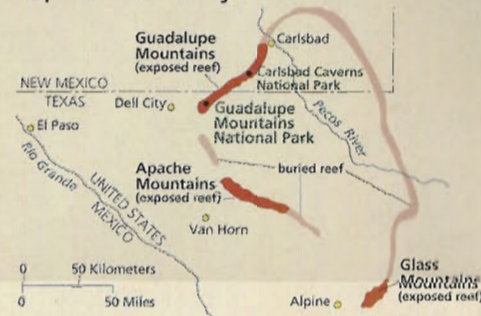 Guadalupe
Mountains
(exposed reef)
Carlsbad
Carlsbad Caverns
National Park
NEW MEXICO
TEXAS
Dell City
Guadalupe
Mountains
National Park
Pecos River
El Paso
Rio Grande
UNITED STATES
MEXICO
buried reef
Apache
Mountains
(exposed reef)
Van Horn
0 50 Kilometers
0 50 Miles
Glass
Mountains
(exposed reef)
Alpine